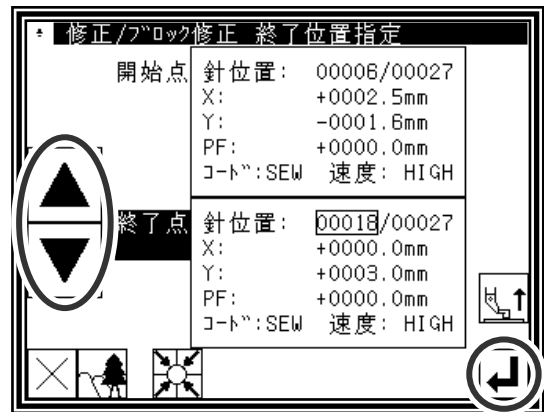 修正/ブロック修正 終了位置指定
開始点
針位置: 00006/00027
X: +0002.5mm
Y: -0001.6mm
PF: +0000.0mm
コード:SEW 速度: HIGH
終了点
針位置: 00018/00027
X: +0000.0mm
Y: +0003.0mm
PF: +0000.0mm
コード:SEW 速度: HIGH